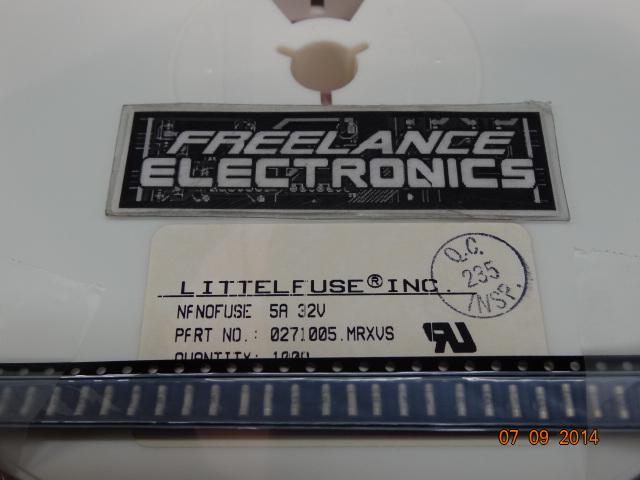 FREELANCE
ELECTRONICS
LITTELFUSE® INC.
NANOFUSE 5A 32V
PART NO.: 0271005.MRXVS
QUANTITY: 1000
Q.C.
235
INSP.
07 09 2014